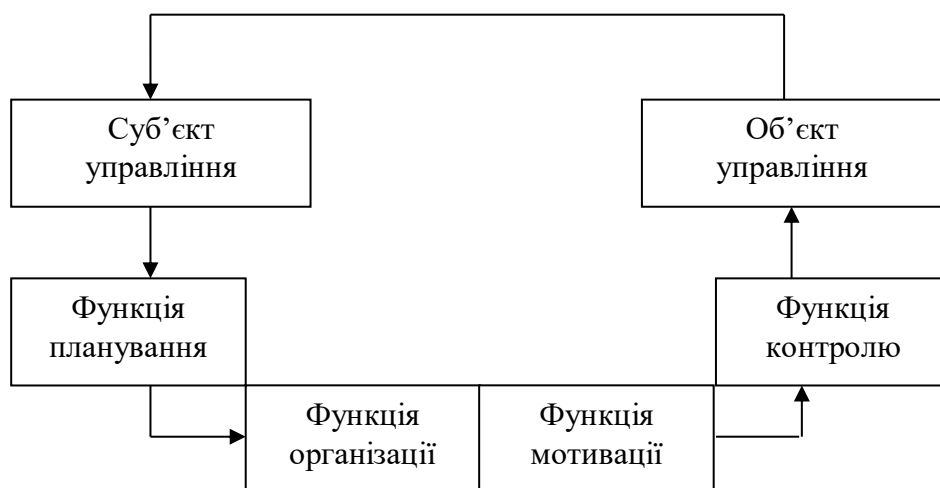 Суб’єкт
управління
Об’єкт
управління
Функція
планування
Функція
контролю
Функція
організації
Функція
мотивації